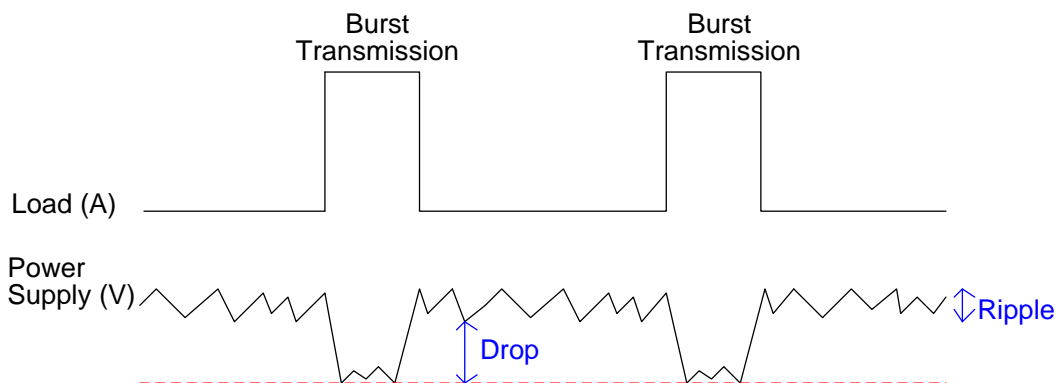 Burst
Transmission
Burst
Transmission
Load (A)
Power
Supply (V)
Ripple
Drop